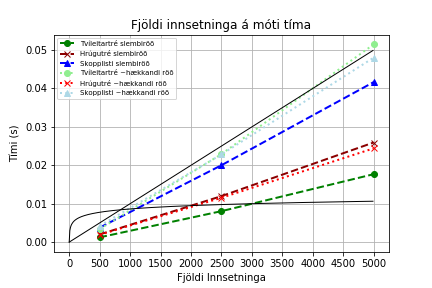 Fjöldi innsetninga á móti tíma
Tvíleitartré slembiröð
Hrúgutré slembiröð
Skopplisti slembiröð
Tvíleitartré ~hækkandi röð
Hrúgutré ~hækkandi röð
Skopplisti ~hækkandi röð
Tími (s)
0.05
0.04
0.03
0.02
0.01
0.00
0 500 1000 1500 2000 2500 3000 3500 4000 4500 5000
Fjöldi Innsetninga